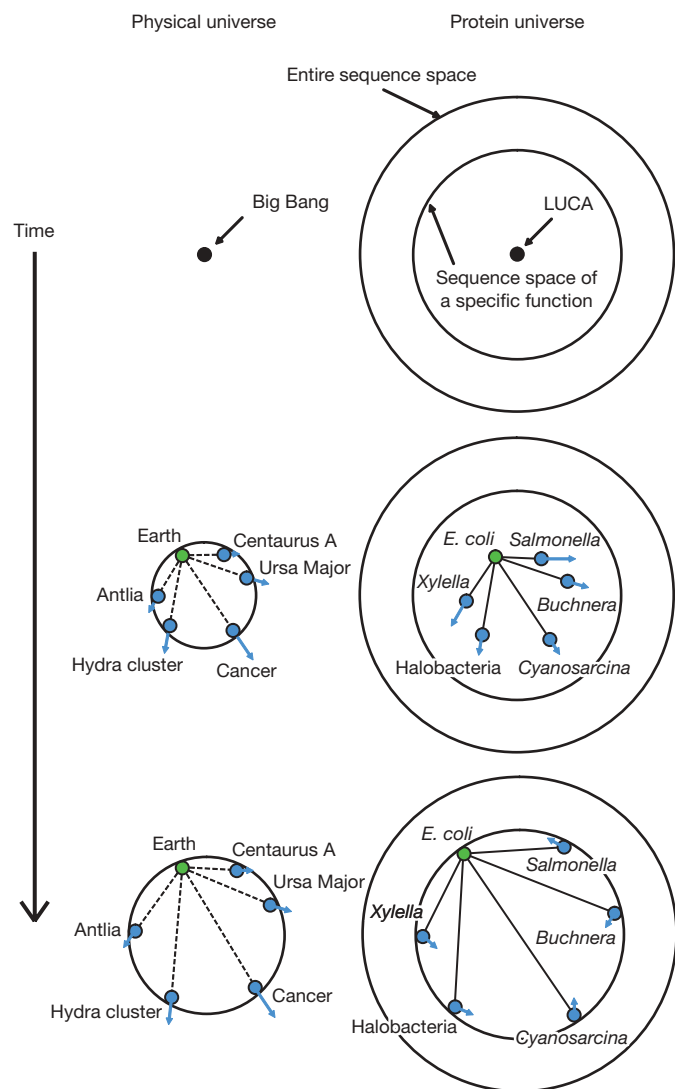 Physical universe
Protein universe
Entire sequence space
Big Bang
LUCA
Time
Sequence space of
a specific function
Earth
Centaurus A
Ursa Major
Antlia
Hydra cluster
Cancer
E. coli
Salmonella
Xylella
Buchnera
Halobacteria
Cyanosarcina
Earth
Centaurus A
Ursa Major
Antlia
Hydra cluster
Cancer
E. coli
Salmonella
Xylella
Buchnera
Halobacteria
Cyanosarcina